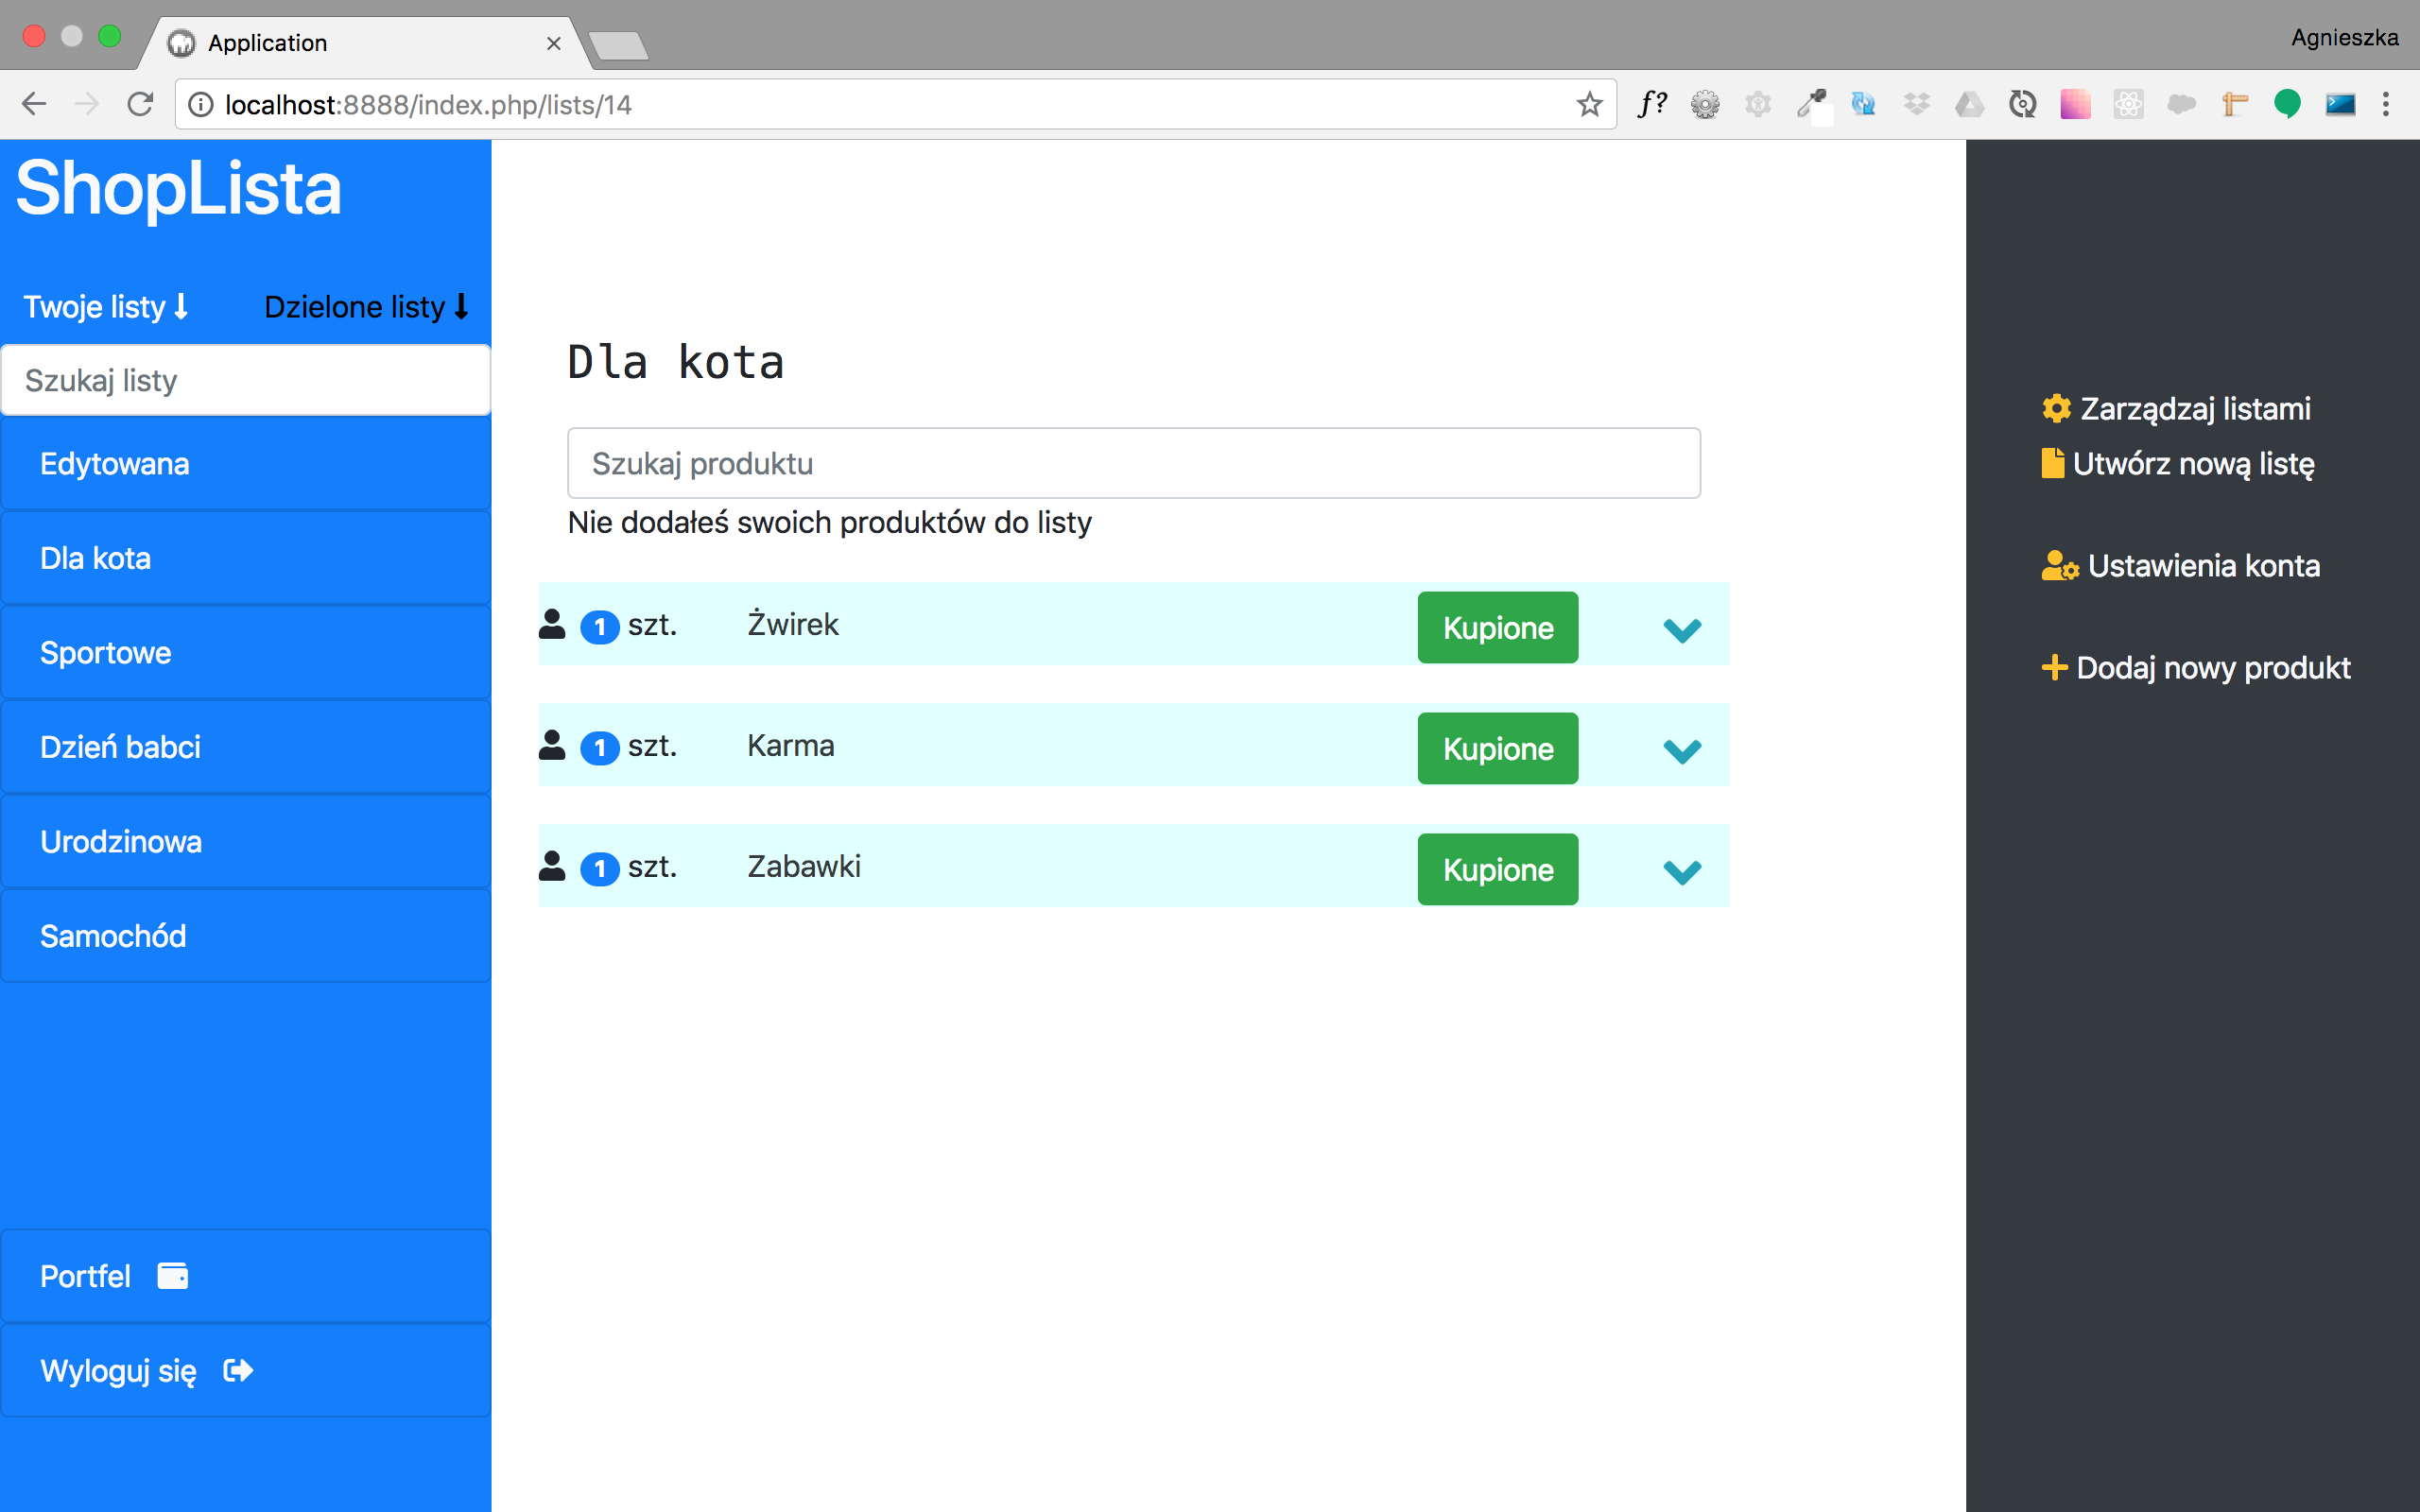 Application
Agnieszka
localhost:8888/index.php/lists/14
f?
ShopLista
Twoje listy
Dzielone listy
Szukaj listy
Edytowana
Dla kota
Sportowe
Dzień babci
Urodzinowa
Samochód
Portfel
Wyloguj się
Dla kota
Szukaj produktu
Nie dodałeś swoich produktów do listy
1 szt. Żwirek Kupione
1 szt. Karma Kupione
1 szt. Zabawki Kupione
Zarządzaj listami
Utwórz nową listę
Ustawienia konta
Dodaj nowy produkt